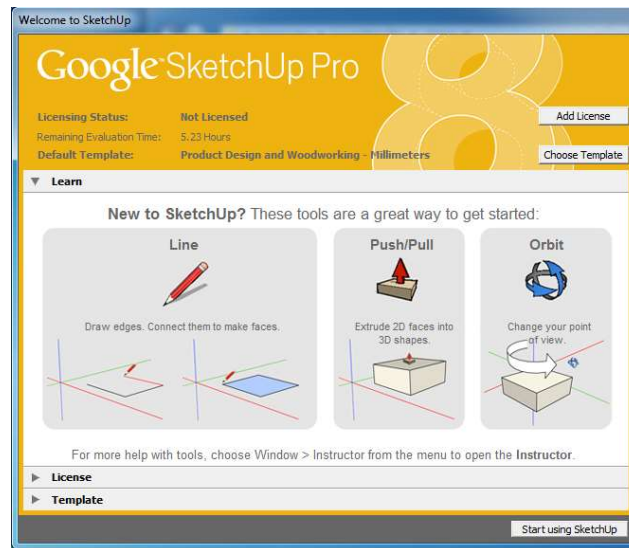 Welcome to SketchUp
Google™ SketchUp Pro
8
Licensing Status: Not Licensed Add License
Remaining Evaluation Time: 5.23 Hours
Default Template: Product Design and Woodworking - Millimeters Choose Template
Learn
New to SketchUp? These tools are a great way to get started:
Line
Draw edges. Connect them to make faces.
Push/Pull
Extrude 2D faces into
3D shapes.
Orbit
Change your point
of view.
For more help with tools, choose Window > Instructor from the menu to open the Instructor.
License
Template
Start using SketchUp